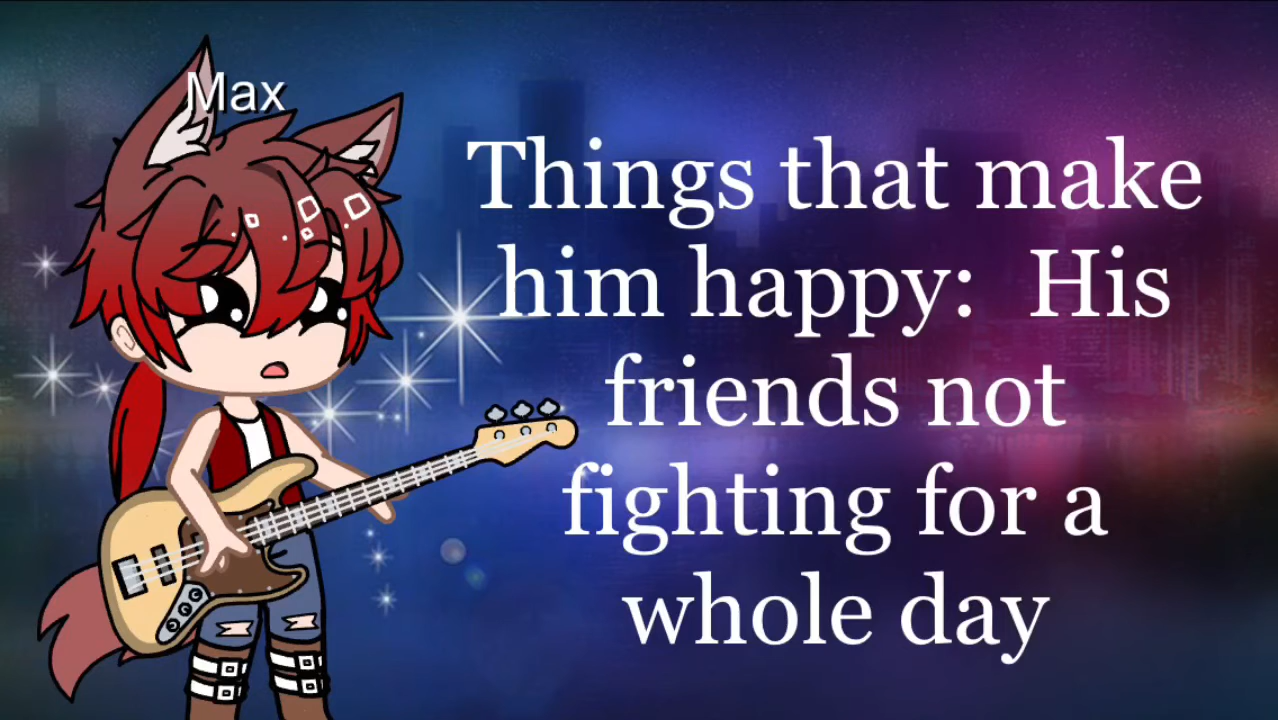 Max
Things that make
him happy:  His
friends not
fighting for a
whole day